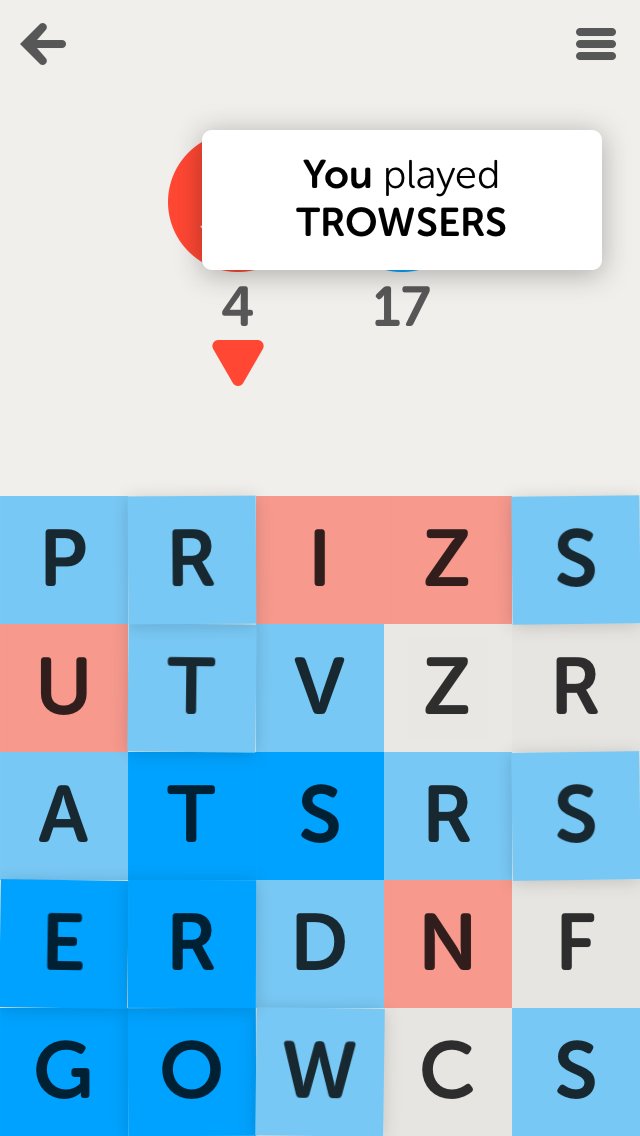 You played
TROWSERS
4 17
P R I Z S
U T V Z R
A T S R S
E R D N F
G O W C S